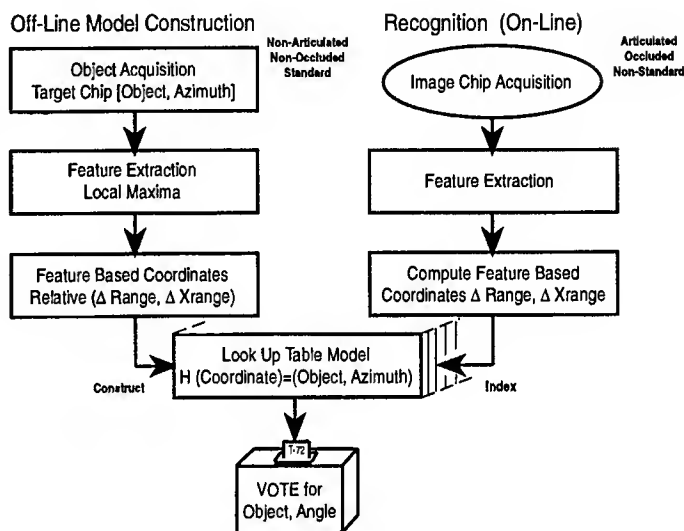 Off-Line Model Construction
Non-Articulated
Non-Occluded
Standard
Object Acquisition
Target Chip [Object, Azimuth]
Feature Extraction
Local Maxima
Feature Based Coordinates
Relative (Δ Range, Δ Xrange)
Construct
Recognition (On-Line)
Articulated
Occluded
Non-Standard
Image Chip Acquisition
Feature Extraction
Compute Feature Based
Coordinates Δ Range, Δ Xrange
Index
Look Up Table Model
H (Coordinate)=(Object, Azimuth)
T-72
VOTE for
Object, Angle